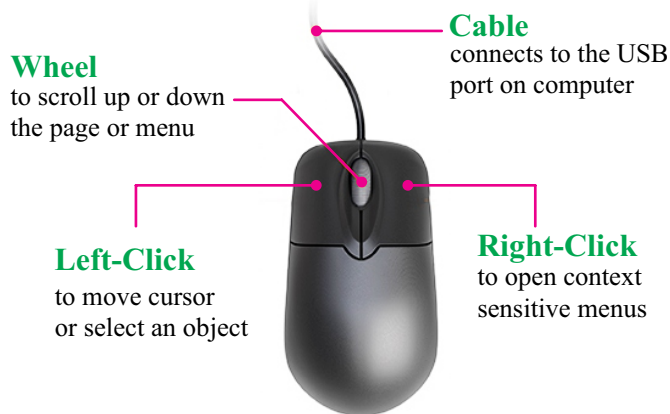 Cable
connects to the USB
port on computer
Wheel
to scroll up or down
the page or menu
Left-Click
to move cursor
or select an object
Right-Click
to open context
sensitive menus